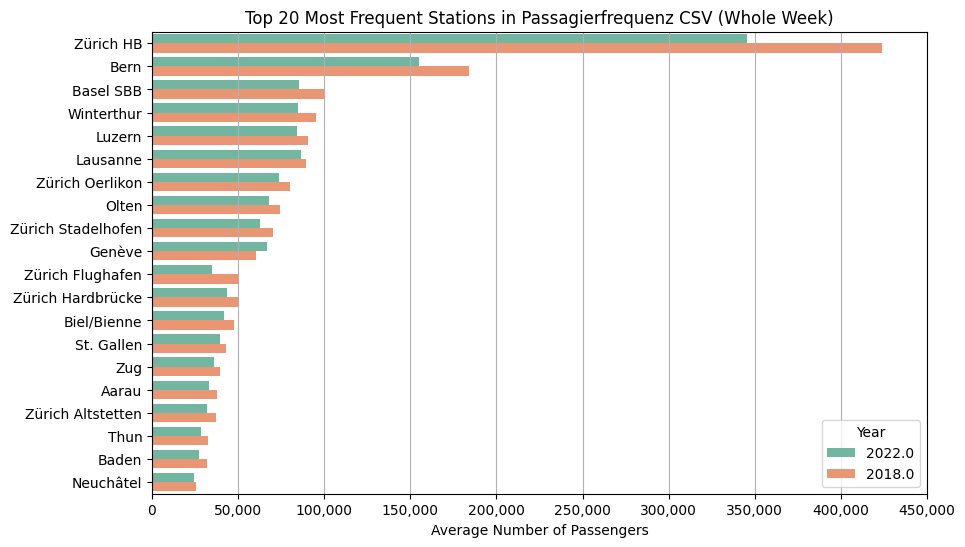 Top 20 Most Frequent Stations in Passagierfrequenz CSV (Whole Week)
Zürich HB
Bern
Basel SBB
Winterthur
Luzern
Lausanne
Zürich Oerlikon
Olten
Zürich Stadelhofen
Genève
Zürich Flughafen
Zürich Hardbrücke
Biel/Bienne
St. Gallen
Zug
Aarau
Zürich Altstetten
Thun
Baden
Neuchâtel
Year
2022.0
2018.0
0 50,000 100,000 150,000 200,000 250,000 300,000 350,000 400,000 450,000
Average Number of Passengers